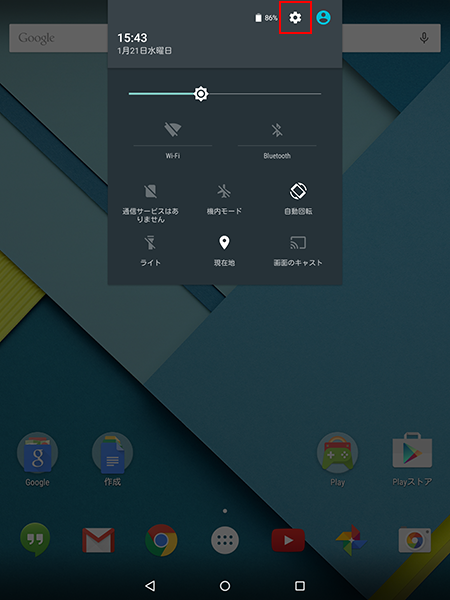 86%
15:43
1月21日水曜日
Google
Wi-Fi
Bluetooth
通信サービスはあ
りません
機内モード
自動回転
ライト
現在地
画面のキャスト
Google
作成
Play
Playストア